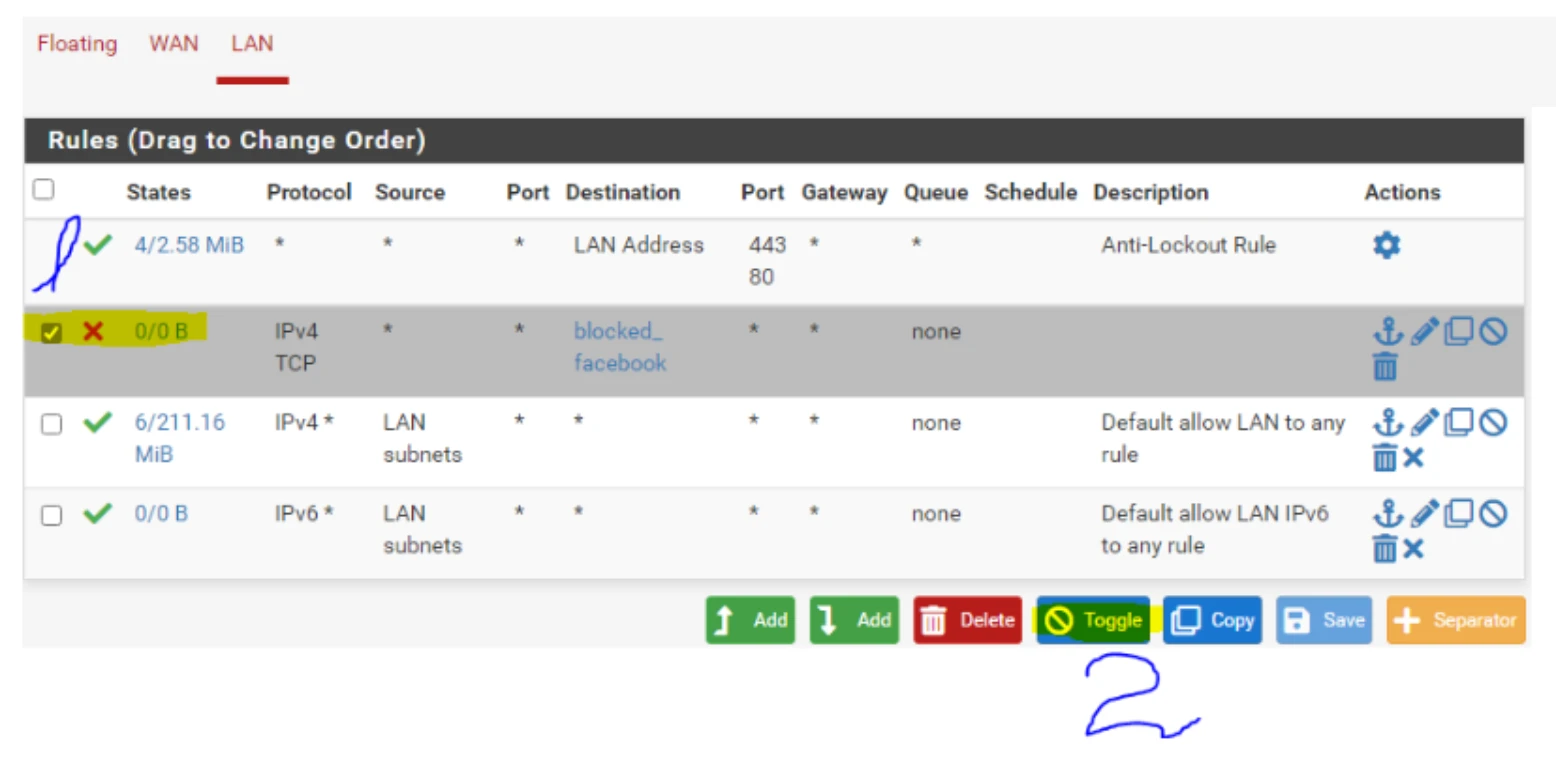 Floating WAN LAN
Rules (Drag to Change Order)
States Protocol Source Port Destination Port Gateway Queue Schedule Description Actions
1
4/2.58 MiB * * * LAN Address 443 * * Anti-Lockout Rule
80
0/0 B IPv4 * * blocked_ * * none
TCP facebook
6/211.16 IPv4 * LAN * * * * none Default allow LAN to any
MiB subnets rule
0/0 B IPv6 * LAN * * * * none Default allow LAN IPv6
subnets to any rule
Add Add Delete Toggle Copy Save Separator
2